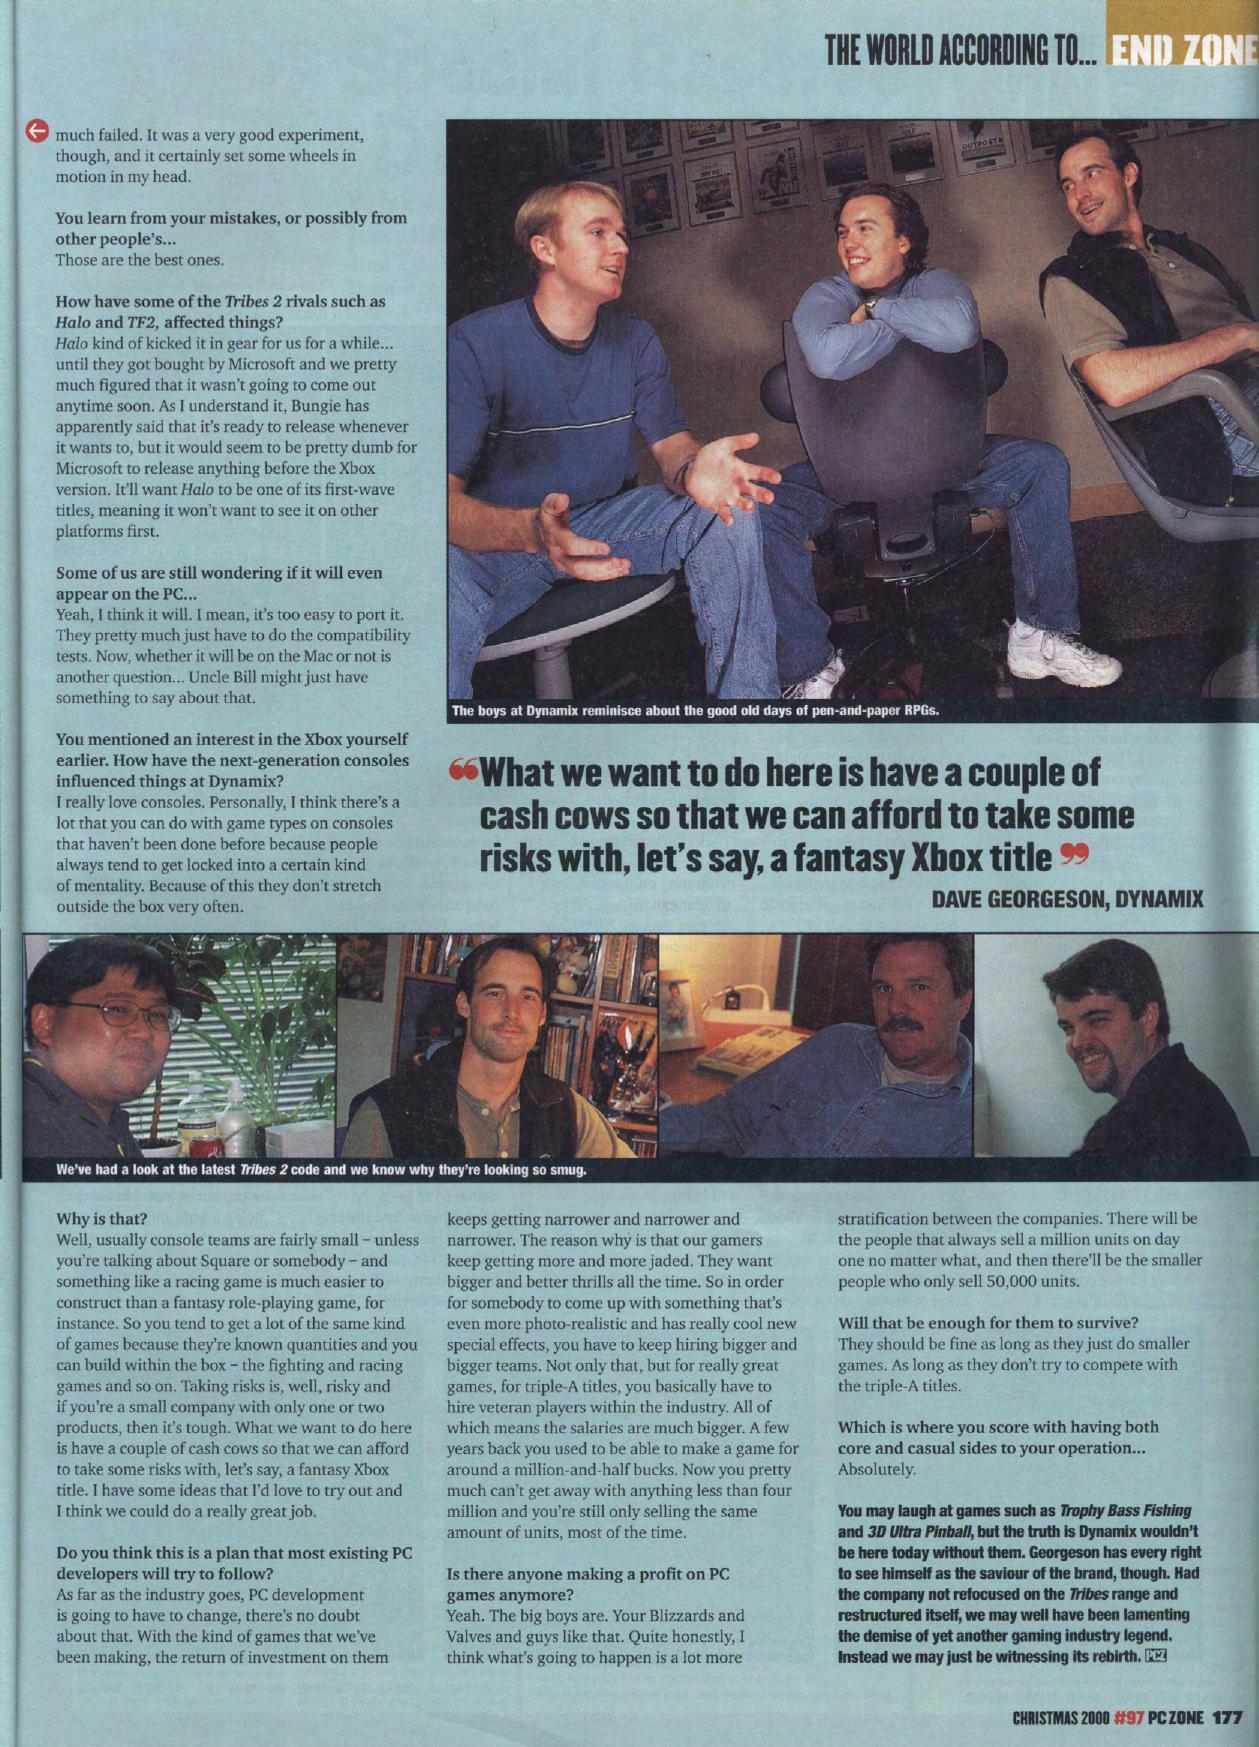 THE WORLD ACCORDING TO... END ZONE
much failed. It was a very good experiment,
though, and it certainly set some wheels in
motion in my head.
You learn from your mistakes, or possibly from
other people's...
Those are the best ones.
How have some of the Tribes 2 rivals such as
Halo and TF2, affected things?
Halo kind of kicked it in gear for us for a while...
until they got bought by Microsoft and we pretty
much figured that it wasn't going to come out
anytime soon. As I understand it, Bungie has
apparently said that it's ready to release whenever
it wants to, but it would seem to be pretty dumb for
Microsoft to release anything before the Xbox
version. It'll want Halo to be one of its first-wave
titles, meaning it won't want to see it on other
platforms first.
Some of us are still wondering if it will even
appear on the PC...
Yeah, I think it will. I mean, it's too easy to port it.
They pretty much just have to do the compatibility
tests. Now, whether it will be on the Mac or not is
another question... Uncle Bill might just have
something to say about that.
You mentioned an interest in the Xbox yourself
earlier. How have the next-generation consoles
influenced things at Dynamix?
I really love consoles. Personally, I think there's a
lot that you can do with game types on consoles
that haven't been done before because people
always tend to get locked into a certain kind
of mentality. Because of this they don't stretch
outside the box very often.
OUTPOST
The boys at Dynamix reminisce about the good old days of pen-and-paper RPGs.
“What we want to do here is have a couple of
cash cows so that we can afford to take some
risks with, let's say, a fantasy Xbox title”
DAVE GEORGESON, DYNAMIX
We've had a look at the latest Tribes 2 code and we know why they're looking so smug.
Why is that?
Well, usually console teams are fairly small – unless
you're talking about Square or somebody – and
something like a racing game is much easier to
construct than a fantasy role-playing game, for
instance. So you tend to get a lot of the same kind
of games because they're known quantities and you
can build within the box – the fighting and racing
games and so on. Taking risks is, well, risky and
if you're a small company with only one or two
products, then it's tough. What we want to do here
is have a couple of cash cows so that we can afford
to take some risks with, let's say, a fantasy Xbox
title. I have some ideas that I'd love to try out and
I think we could do a really great job.
Do you think this is a plan that most existing PC
developers will try to follow?
As far as the industry goes, PC development
is going to have to change, there's no doubt
about that. With the kind of games that we've
been making, the return of investment on them
keeps getting narrower and narrower and
narrower. The reason why is that our gamers
keep getting more and more jaded. They want
bigger and better thrills all the time. So in order
for somebody to come up with something that's
even more photo-realistic and has really cool new
special effects, you have to keep hiring bigger and
bigger teams. Not only that, but for really great
games, for triple-A titles, you basically have to
hire veteran players within the industry. All of
which means the salaries are much bigger. A few
years back you used to be able to make a game for
around a million-and-half bucks. Now you pretty
much can't get away with anything less than four
million and you're still only selling the same
amount of units, most of the time.
Is there anyone making a profit on PC
games anymore?
Yeah. The big boys are. Your Blizzards and
Valves and guys like that. Quite honestly, I
think what's going to happen is a lot more
stratification between the companies. There will be
the people that always sell a million units on day
one no matter what, and then there'll be the smaller
people who only sell 50,000 units.
Will that be enough for them to survive?
They should be fine as long as they just do smaller
games. As long as they don't try to compete with
the triple-A titles.
Which is where you score with having both
core and casual sides to your operation...
Absolutely.
You may laugh at games such as Trophy Bass Fishing
and 3D Ultra Pinball, but the truth is Dynamix wouldn't
be here today without them. Georgeson has every right
to see himself as the saviour of the brand, though. Had
the company not refocused on the Tribes range and
restructured itself, we may well have been lamenting
the demise of yet another gaming industry legend.
Instead we may just be witnessing its rebirth. PCZ
CHRISTMAS 2000 #97 PC ZONE 177